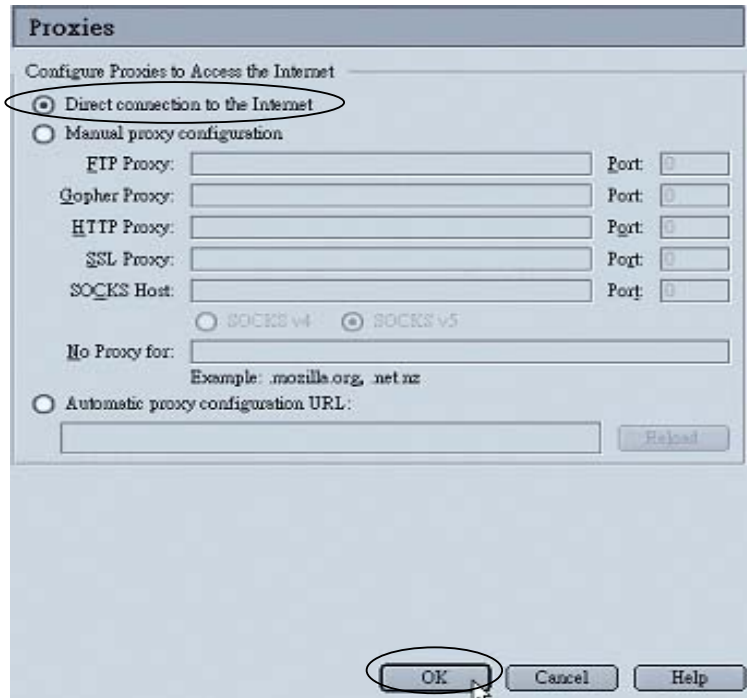 Proxies
Configure Proxies to Access the Internet
Direct connection to the Internet
Manual proxy configuration
FTP Proxy: Port: 0
Gopher Proxy: Port: 0
HTTP Proxy: Port: 0
SSL Proxy: Port: 0
SOCKS Host: Port: 0
SOCKS v4 SOCKS v5
No Proxy for:
Example: .mozilla.org, .net.nz
Automatic proxy configuration URL:
Reload
OK Cancel Help